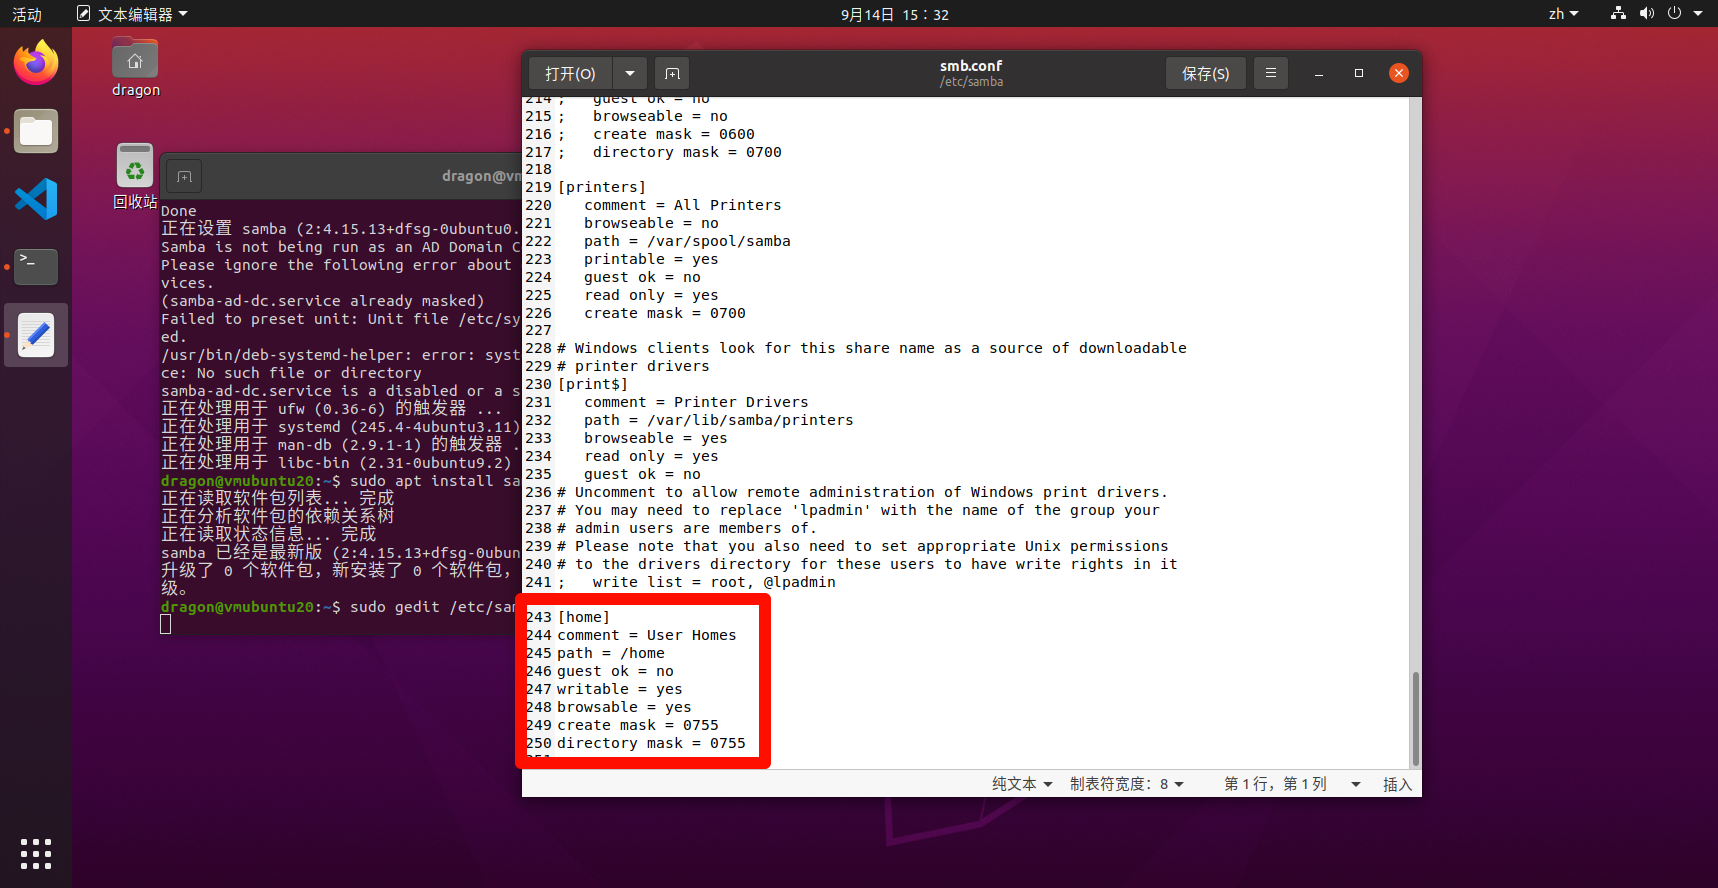 活动
文本编辑器
9月14日 15：32
zh
dragon
回收站
dragon@vm
Done
正在设置 samba (2:4.15.13+dfsg-0ubuntu0.
Samba is not being run as an AD Domain C
Please ignore the following error about
vices.
(samba-ad-dc.service already masked)
Failed to preset unit: Unit file /etc/sy
ed.
/usr/bin/deb-systemd-helper: error: syst
ce: No such file or directory
samba-ad-dc.service is a disabled or a s
正在处理用于 ufw (0.36-6) 的触发器 ...
正在处理用于 systemd (245.4-4ubuntu3.11)
正在处理用于 man-db (2.9.1-1) 的触发器 .
正在处理用于 libc-bin (2.31-0ubuntu9.2)
dragon@vmubuntu20:~$ sudo apt install sa
正在读取软件包列表... 完成
正在分析软件包的依赖关系树
正在读取状态信息... 完成
samba 已经是最新版 (2:4.15.13+dfsg-0ubun
升级了 0 个软件包，新安装了 0 个软件包，
级。
dragon@vmubuntu20:~$ sudo gedit /etc/sam
打开(O)
smb.conf
/etc/samba
保存(S)
214 ;   guest ok = no
215 ;   browseable = no
216 ;   create mask = 0600
217 ;   directory mask = 0700
218
219 [printers]
220    comment = All Printers
221    browseable = no
222    path = /var/spool/samba
223    printable = yes
224    guest ok = no
225    read only = yes
226    create mask = 0700
227
228 # Windows clients look for this share name as a source of downloadable
229 # printer drivers
230 [print$]
231    comment = Printer Drivers
232    path = /var/lib/samba/printers
233    browseable = yes
234    read only = yes
235    guest ok = no
236 # Uncomment to allow remote administration of Windows print drivers.
237 # You may need to replace 'lpadmin' with the name of the group your
238 # admin users are members of.
239 # Please note that you also need to set appropriate Unix permissions
240 # to the drivers directory for these users to have write rights in it
241 ;   write list = root, @lpadmin
243 [home]
244 comment = User Homes
245 path = /home
246 guest ok = no
247 writable = yes
248 browsable = yes
249 create mask = 0755
250 directory mask = 0755
251
纯文本
制表符宽度：8
第 1 行，第 1 列
插入